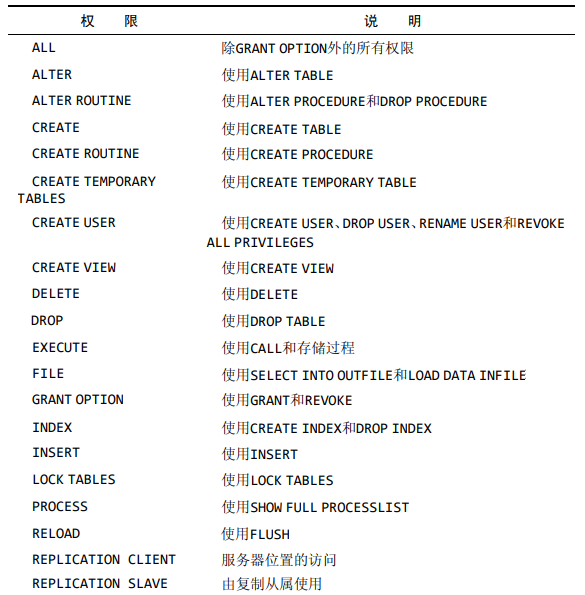 权 限 说 明
ALL 除GRANT OPTION外的所有权限
ALTER 使用ALTER TABLE
ALTER ROUTINE 使用ALTER PROCEDURE和DROP PROCEDURE
CREATE 使用CREATE TABLE
CREATE ROUTINE 使用CREATE PROCEDURE
CREATE TEMPORARY 使用CREATE TEMPORARY TABLE
TABLES
CREATE USER 使用CREATE USER、DROP USER、RENAME USER和REVOKE
ALL PRIVILEGES
CREATE VIEW 使用CREATE VIEW
DELETE 使用DELETE
DROP 使用DROP TABLE
EXECUTE 使用CALL和存储过程
FILE 使用SELECT INTO OUTFILE和LOAD DATA INFILE
GRANT OPTION 使用GRANT和REVOKE
INDEX 使用CREATE INDEX和DROP INDEX
INSERT 使用INSERT
LOCK TABLES 使用LOCK TABLES
PROCESS 使用SHOW FULL PROCESSLIST
RELOAD 使用FLUSH
REPLICATION CLIENT 服务器位置的访问
REPLICATION SLAVE 由复制从属使用